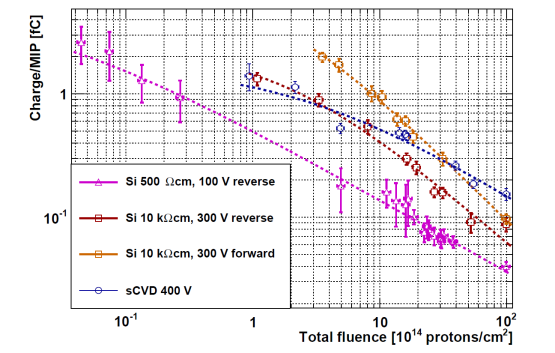 Charge/MIP [fC]
1
10⁻¹
Si 500 Ωcm, 100 V reverse
Si 10 kΩcm, 300 V reverse
Si 10 kΩcm, 300 V forward
sCVD 400 V
10⁻¹ 1 10 10²
Total fluence [10¹⁴ protons/cm²]